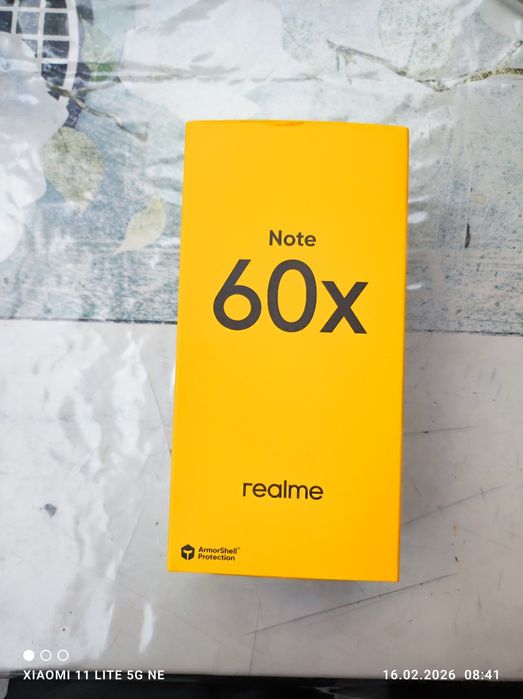 Note
60x
realme
ArmorShell™
Protection
XIAOMI 11 LITE 5G NE
16.02.2026 08:41